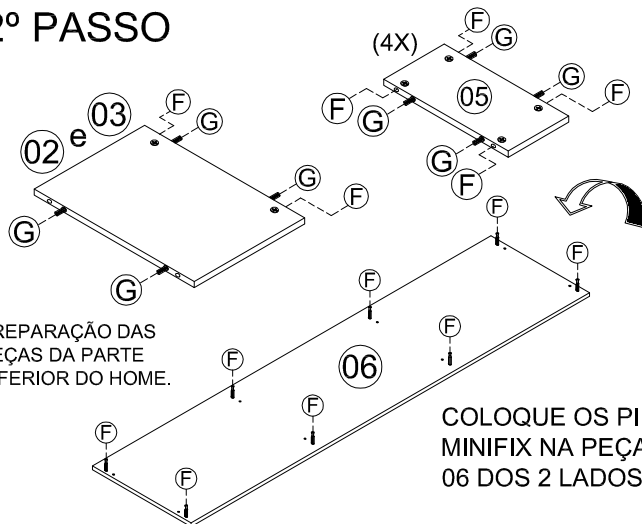 2º PASSO
(4X)
F
G
G
F
F
G
05
G
F
02 e 03
F
G
G
F
G
G
REPARAÇÃO DAS
EÇAS DA PARTE
FERIOR DO HOME.
F
F
F
F
F
F
F
F
06
COLOQUE OS PI
MINIFIX NA PEÇA
06 DOS 2 LADOS